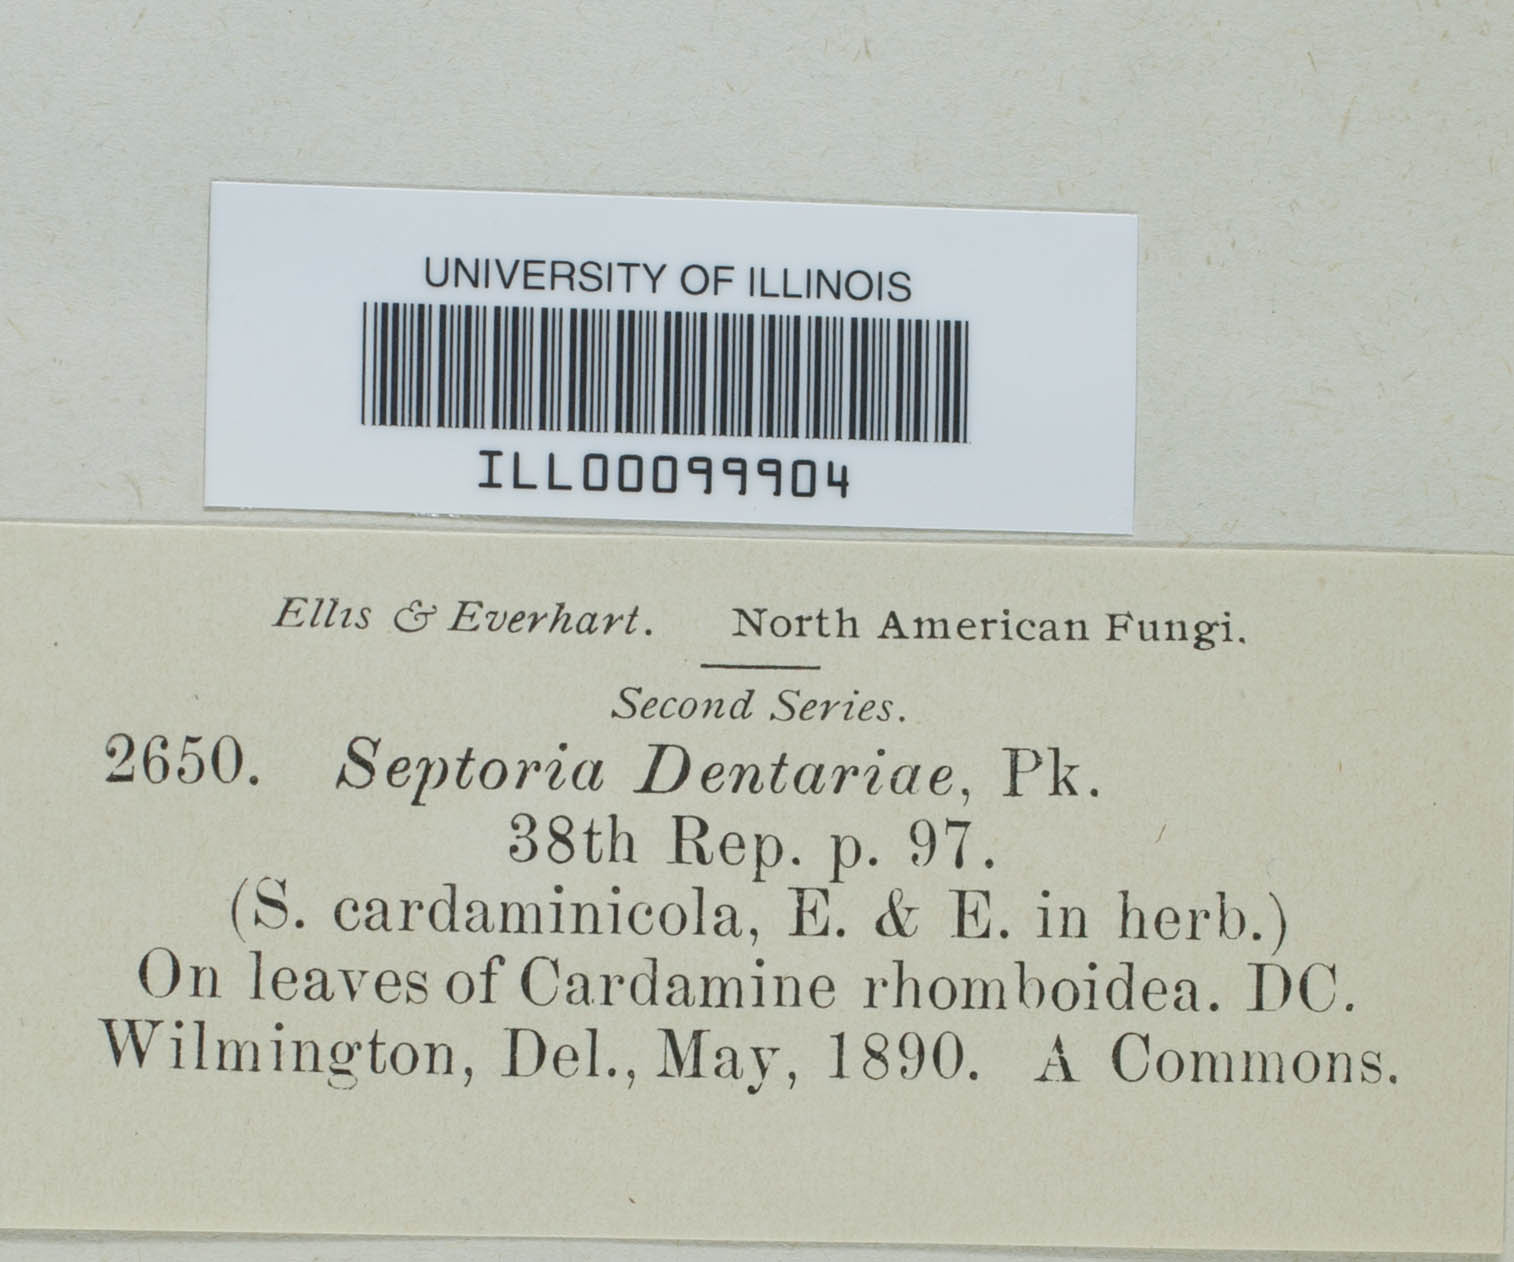 UNIVERSITY OF ILLINOIS
ILL00099904
Ellis & Everhart. North American Fungi.
Second Series.
2650. Septoria Dentariae, Pk.
38th Rep. p. 97.
(S. cardaminicola, E. & E. in herb.)
On leaves of Cardamine rhomboidea. DC.
Wilmington, Del., May, 1890. A Commons.